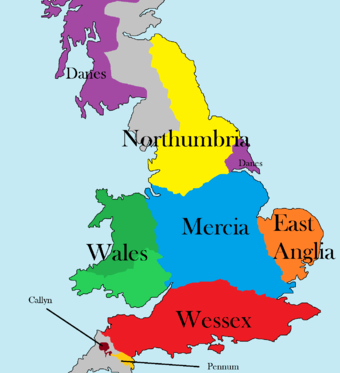 Danes
Northumbria
Danes
Mercia
East
Anglia
Wales
Callyn
Wessex
Pennum